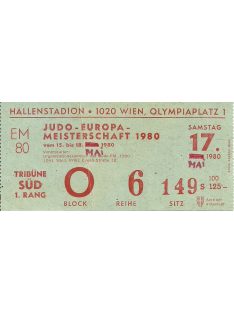 HALLENSTADION • 1020 WIEN, OLYMPIAPLATZ 1
EM 80
JUDO-EUROPA-
MEISTERSCHAFT 1980
vom 15. bis 18. MAI 1980
SAMSTAG
17.
MAI 1980
TRIBÜNE
SÜD
1. RANG
O
BLOCK
6
REIHE
149
SITZ
100
S 125-